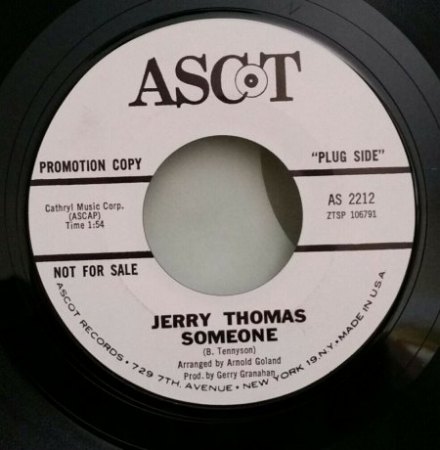 ASCOT
PROMOTION COPY
"PLUG SIDE"
Cathryl Music Corp.
(ASCAP)
Time 1:54
AS 2212
ZTSP 106791
NOT FOR SALE
JERRY THOMAS
SOMEONE
(B. Tennyson)
Arranged by Arnold Goland
Prod. by Gerry Granahan
ASCOT RECORDS • 729 7TH. AVENUE • NEW YORK 19.N.Y. • MADE IN U.S.A